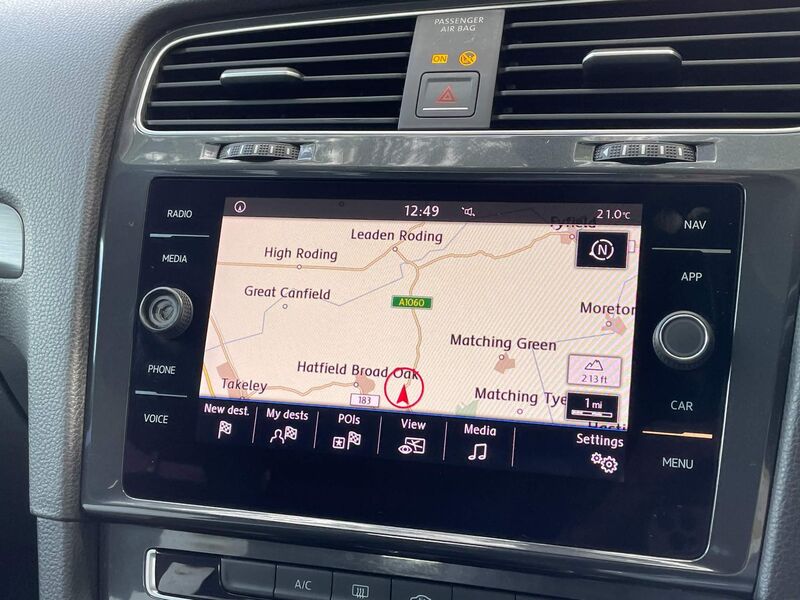 PASSENGER
AIR BAG
ON
RADIO
MEDIA
PHONE
VOICE
12:49
21.0°C
Leaden Roding
Fyfield
High Roding
N
Great Canfield
A1060
Matching Green
Hatfield Broad Oak
Takeley
183
Matching Tye
213 ft
1 mi
New dest.
My dests
POIs
View
Media
Settings
NAV
APP
CAR
MENU
A/C